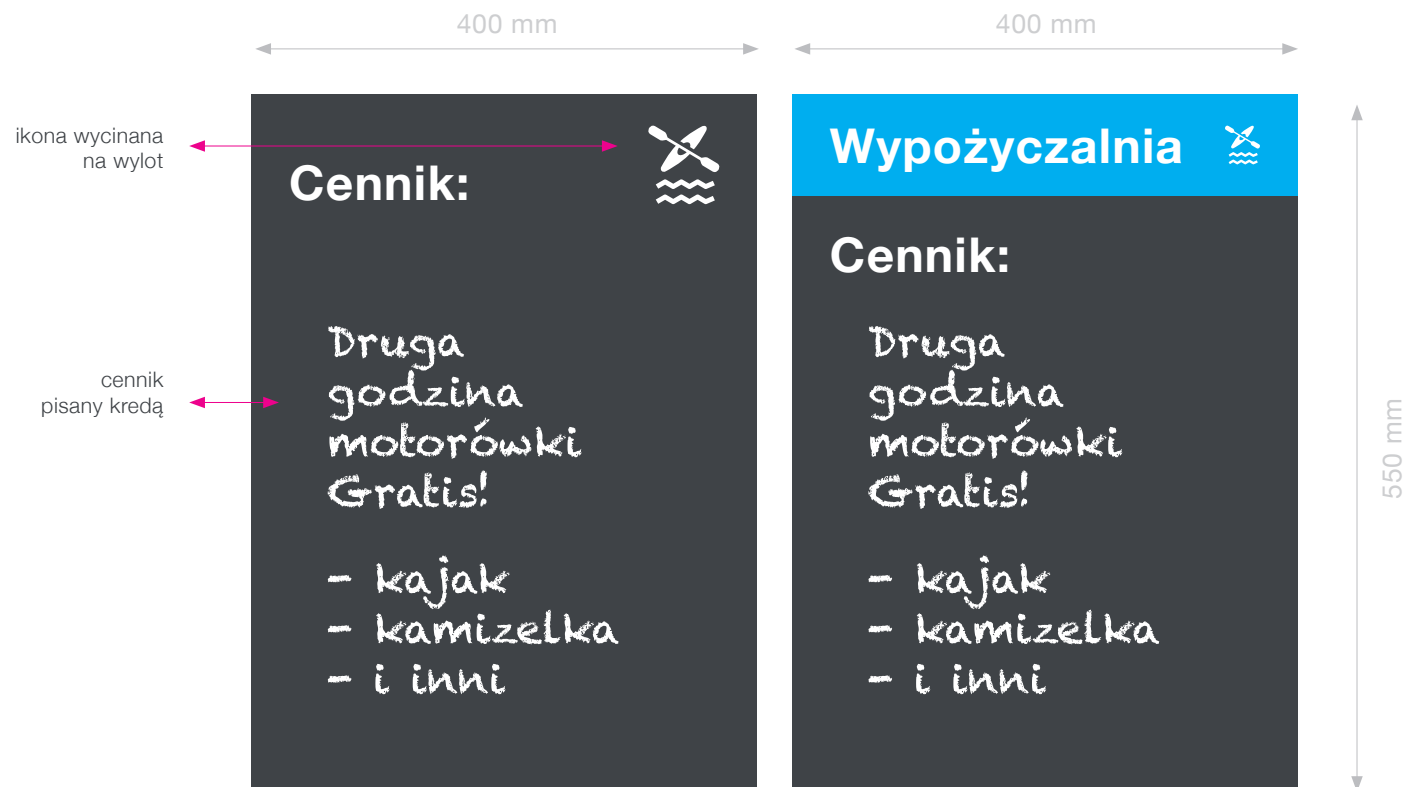 400 mm
400 mm
ikona wycinana
na wylot
Cennik:
cennik
pisany kredą
Druga
godzina
motorówki
Gratis!
- kajak
- kamizelka
- i inni
Wypożyczalnia
Cennik:
Druga
godzina
motorówki
Gratis!
- kajak
- kamizelka
- i inni
550 mm